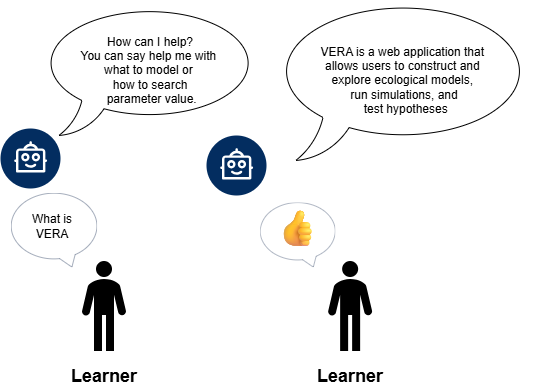 How can I help?
You can say help me with
what to model or
how to search
parameter value.
What is
VERA
Learner
VERA is a web application that
allows users to construct and
explore ecological models,
run simulations, and
test hypotheses
Learner